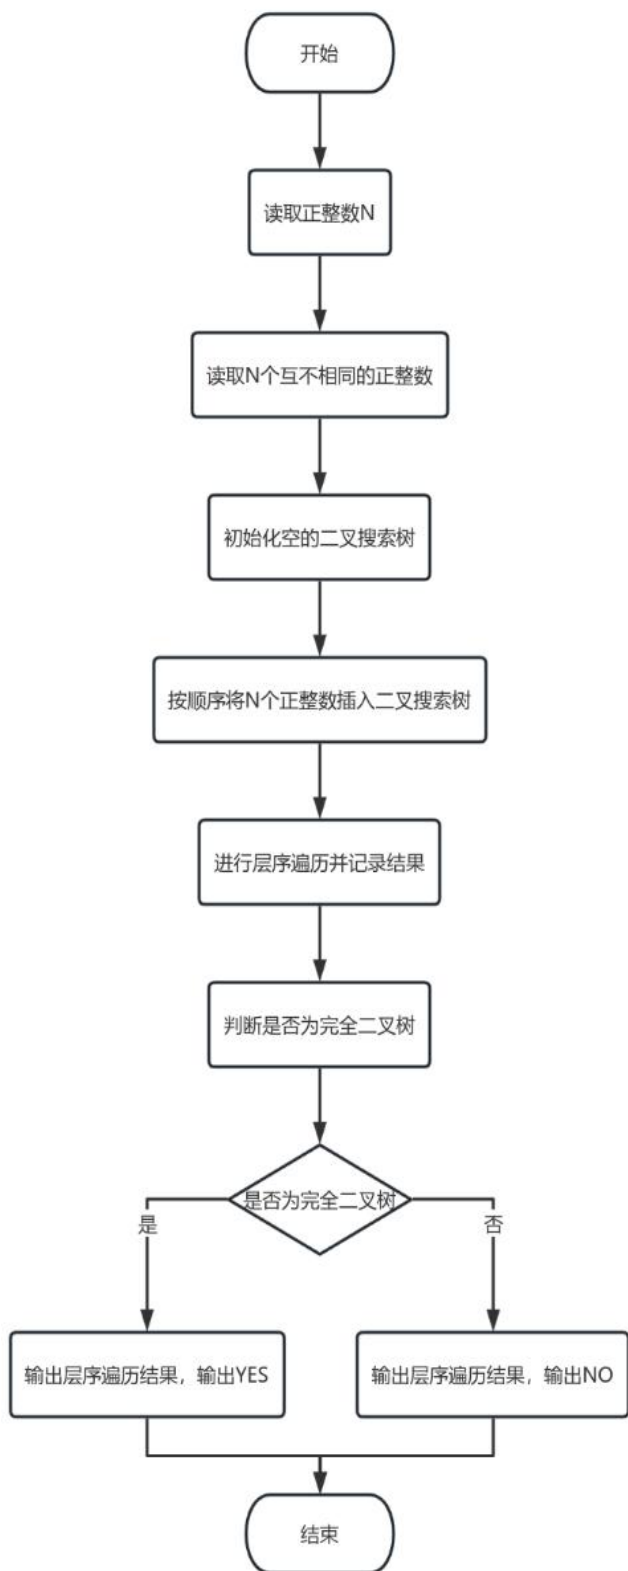 开始
读取正整数N
读取N个互不相同的正整数
初始化空的二叉搜索树
按顺序将N个正整数插入二叉搜索树
进行层序遍历并记录结果
判断是否为完全二叉树
是否为完全二叉树
是
否
输出层序遍历结果，输出YES
输出层序遍历结果，输出NO
结束